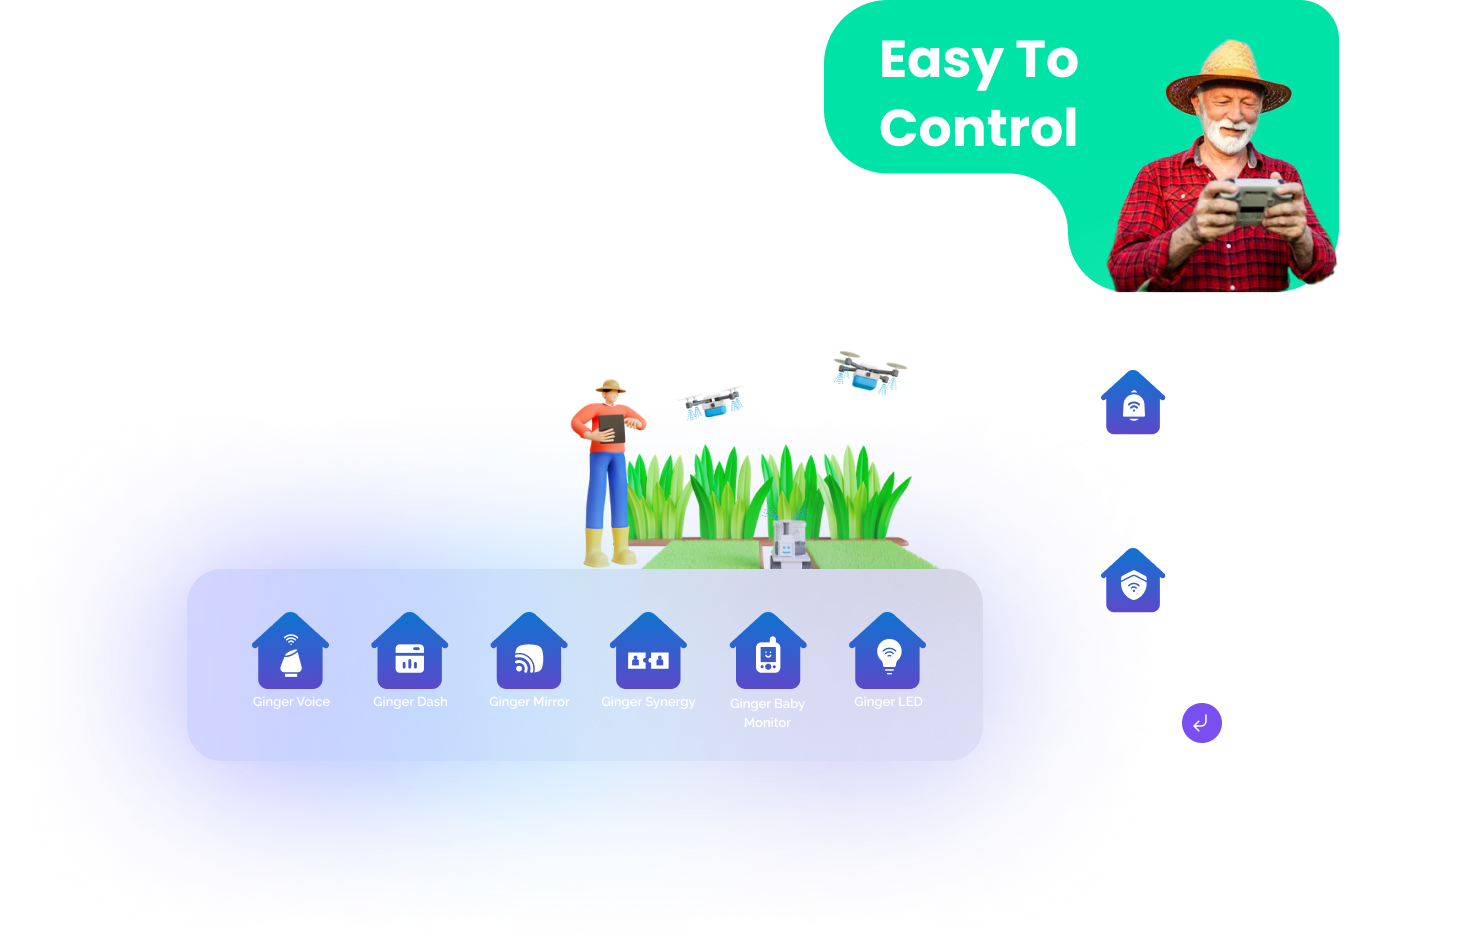 Easy To
Control
Ginger Voice
Ginger Dash
Ginger Mirror
Ginger Synergy
Ginger Baby
Monitor
Ginger LED